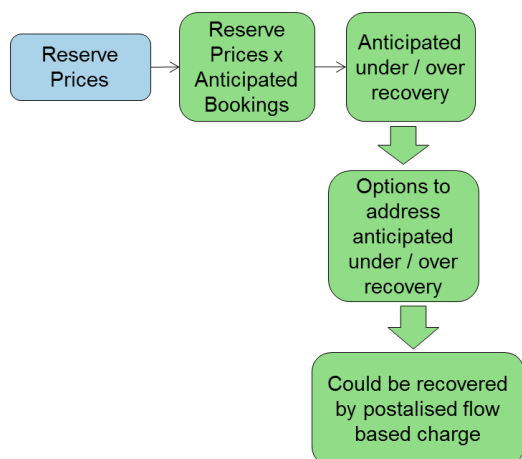 Reserve
Prices
Reserve
Prices x
Anticipated
Bookings
Anticipated
under / over
recovery
Options to
address
anticipated
under / over
recovery
Could be recovered
by postalised flow
based charge